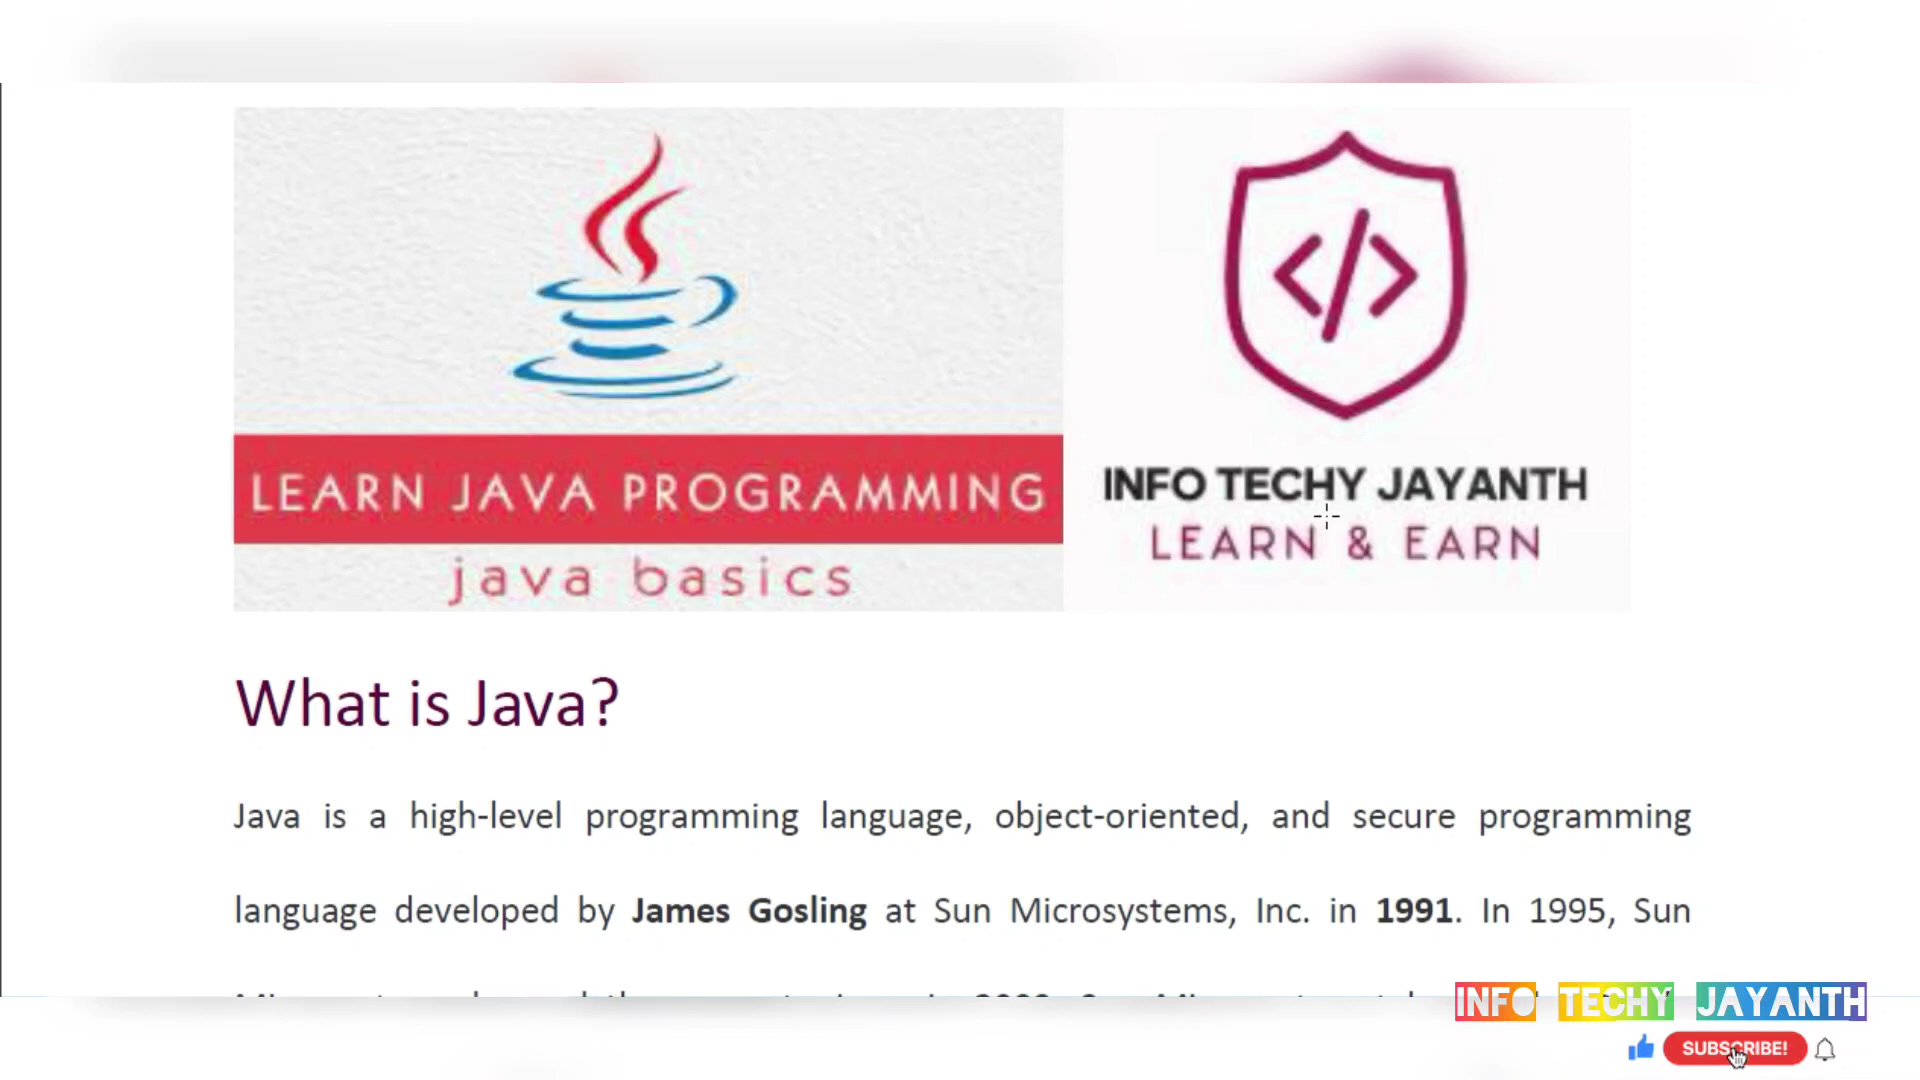 LEARN JAVA PROGRAMMING
java basics
</>
INFO TECHY JAYANTH
LEARN & EARN
What is Java?
Java is a high-level programming language, object-oriented, and secure programming
language developed by James Gosling at Sun Microsystems, Inc. in 1991. In 1995, Sun
INFO TECHY JAYANTH
SUBSCRIBE!